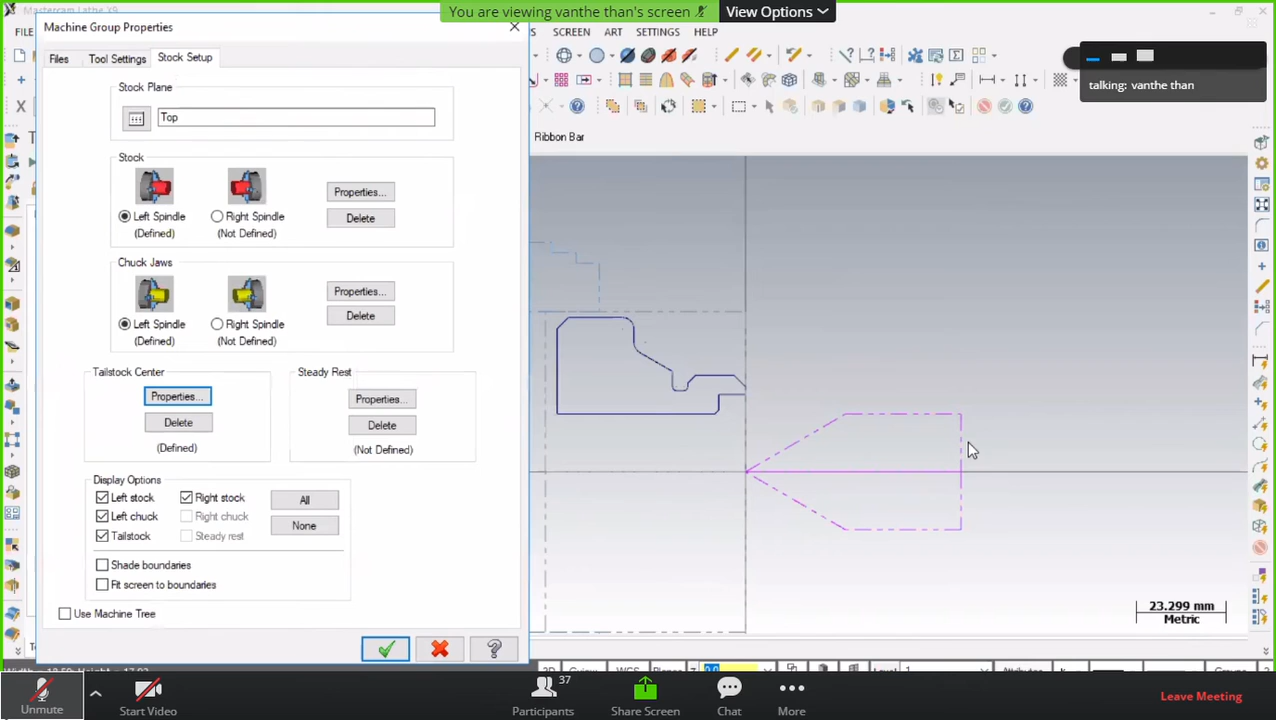 Mastercam Lathe X9
You are viewing vanthe than's screen
View Options
Machine Group Properties
FILE
ART
SETTINGS
HELP
Files
Tool Settings
Stock Setup
talking: vanthe than
Stock Plane
Top
Ribbon Bar
Stock
Properties...
Left Spindle
Right Spindle
Delete
(Defined)
(Not Defined)
Chuck Jaws
Properties...
Delete
Left Spindle
Right Spindle
(Defined)
(Not Defined)
Tailstock Center
Steady Rest
Properties...
Properties...
Delete
Delete
(Defined)
(Not Defined)
Display Options
Left stock
Right stock
All
Left chuck
Right chuck
None
Tailstock
Steady rest
Shade boundaries
Fit screen to boundaries
Use Machine Tree
23.299 mm
Metric
37
Unmute
Start Video
Participants
Share Screen
Chat
More
Leave Meeting